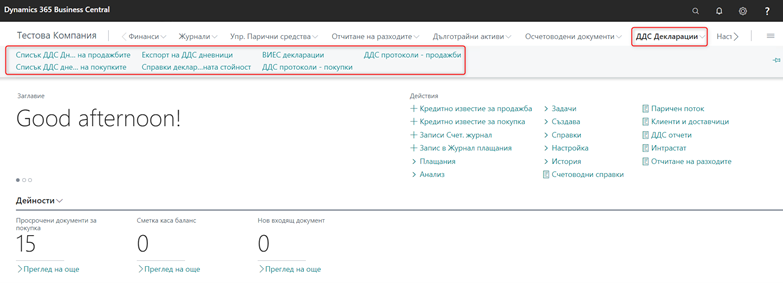 Dynamics 365 Business Central
Тестова Компания
Финанси
Журнали
Упр. Парични средства
Отчитане на разходите
Дълготрайни активи
Осчетоводени документи
ДДС Декларации
Наст
Списък ДДС Дн... на продажбите
Експорт на ДДС дневници
ВИЕС декларации
ДДС протоколи - продажби
Списък ДДС дне... на покупките
Справки деклар...ната стойност
ДДС протоколи - покупки
Заглавие
Good afternoon!
Действия
Кредитно известие за продажба
Кредитно известие за покупка
Записи Счет. журнал
Запис в Журнал плащания
Плащания
Анализ
Задачи
Създава
Справки
Настройка
История
Счетоводни справки
Паричен поток
Клиенти и доставчици
ДДС отчети
Интрастат
Отчитане на разходите
Дейности
Просрочени документи за
покупка
15
Преглед на още
Сметка каса баланс
0
Преглед на още
Нов входящ документ
0
Преглед на още